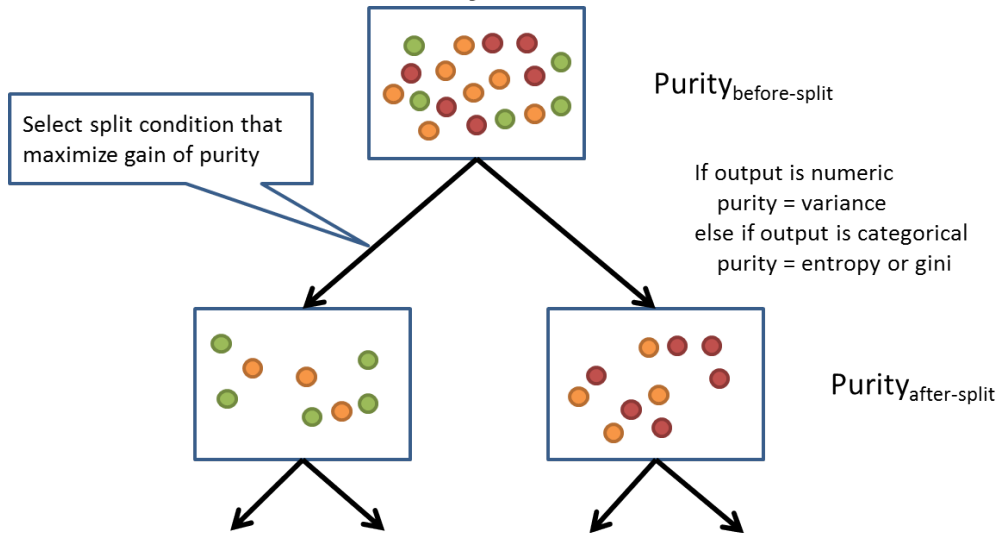 Purity before-split
Select split condition that
maximize gain of purity
If output is numeric
purity = variance
else if output is categorical
purity = entropy or gini
Purity after-split